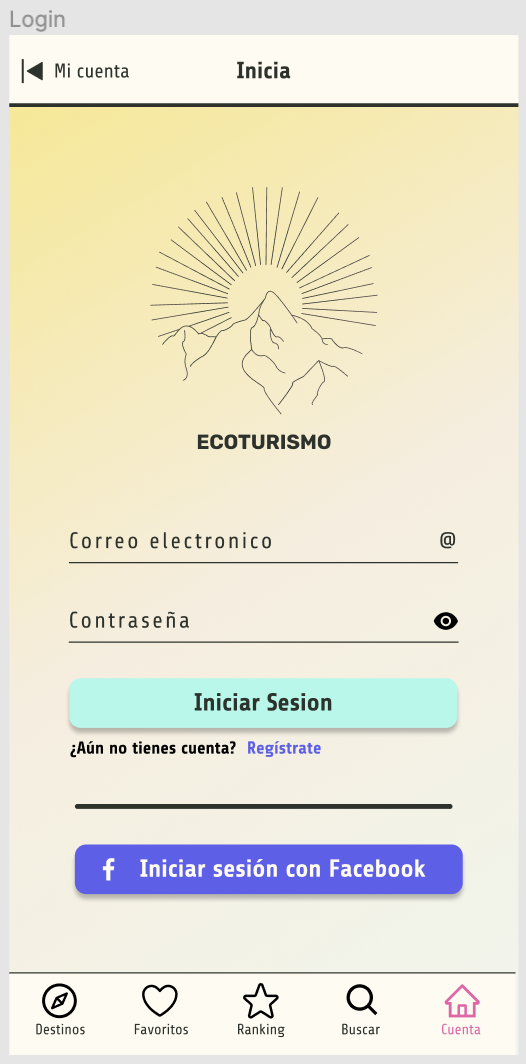 Login
Mi cuenta
Inicia
ECOTURISMO
Correo electronico @
Contraseña
Iniciar Sesion
¿Aún no tienes cuenta? Regístrate
f Iniciar sesión con Facebook
Destinos Favoritos Ranking Buscar Cuenta